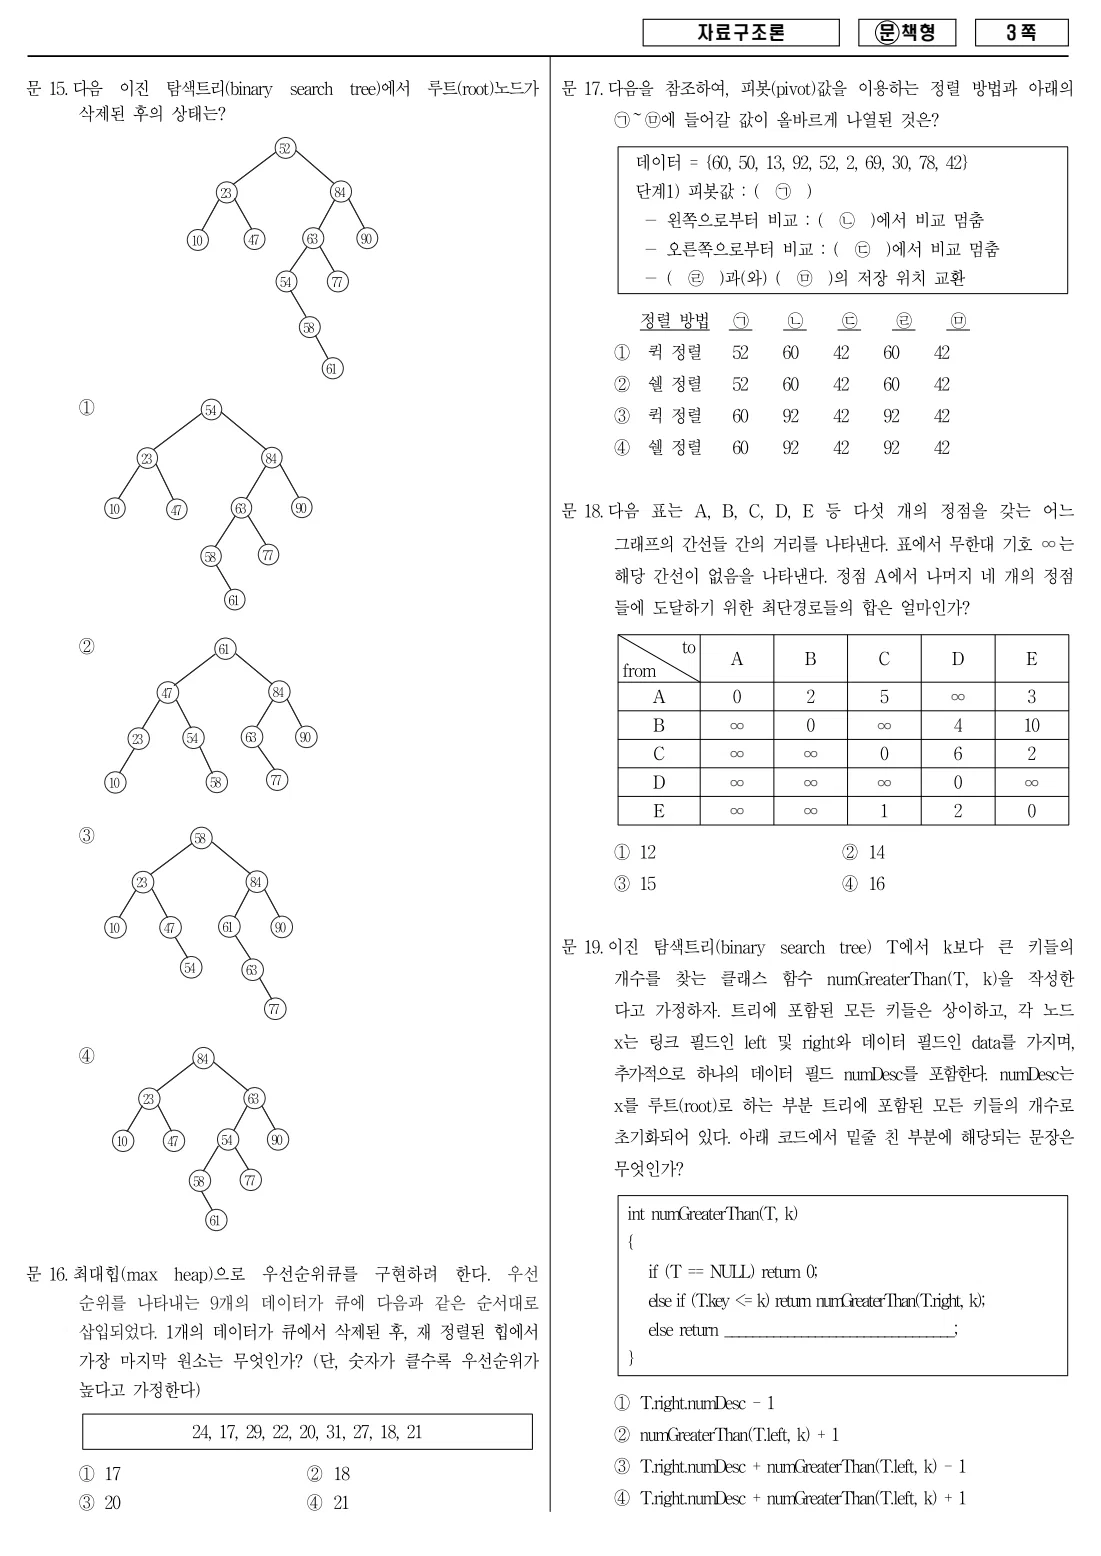 자료구조론
문책형
3쪽
문 15. 다음 이진 탐색트리(binary search tree)에서 루트(root)노드가
삭제된 후의 상태는?
52
23 84
10 47 63 90
54 77
58
61
①
54
23 84
10 47 63 90
58 77
61
②
61
47 84
23 54 63 90
10 58 77
③
58
23 84
10 47 61 90
54 63
77
④
84
23 63
10 47 54 90
58 77
61
문 16. 최대힙(max heap)으로 우선순위큐를 구현하려 한다. 우선
순위를 나타내는 9개의 데이터가 큐에 다음과 같은 순서대로
삽입되었다. 1개의 데이터가 큐에서 삭제된 후, 재 정렬된 힙에서
가장 마지막 원소는 무엇인가? (단, 숫자가 클수록 우선순위가
높다고 가정한다)
24, 17, 29, 22, 20, 31, 27, 18, 21
① 17 ② 18
③ 20 ④ 21
문 17. 다음을 참조하여, 피봇(pivot)값을 이용하는 정렬 방법과 아래의
㉠~㉤에 들어갈 값이 올바르게 나열된 것은?
데이터 = {60, 50, 13, 92, 52, 2, 69, 30, 78, 42}
단계1) 피봇값 : ( ㉠ )
－ 왼쪽으로부터 비교 : ( ㉡ )에서 비교 멈춤
－ 오른쪽으로부터 비교 : ( ㉢ )에서 비교 멈춤
－ ( ㉣ )과(와) ( ㉤ )의 저장 위치 교환
정렬 방법 ㉠ ㉡ ㉢ ㉣ ㉤
① 퀵 정렬 52 60 42 60 42
② 쉘 정렬 52 60 42 60 42
③ 퀵 정렬 60 92 42 92 42
④ 쉘 정렬 60 92 42 92 42
문 18. 다음 표는 A, B, C, D, E 등 다섯 개의 정점을 갖는 어느
그래프의 간선들 간의 거리를 나타낸다. 표에서 무한대 기호 ∞는
해당 간선이 없음을 나타낸다. 정점 A에서 나머지 네 개의 정점
들에 도달하기 위한 최단경로들의 합은 얼마인가?
from to A B C D E
A 0 2 5 ∞ 3
B ∞ 0 ∞ 4 10
C ∞ ∞ 0 6 2
D ∞ ∞ ∞ 0 ∞
E ∞ ∞ 1 2 0
① 12 ② 14
③ 15 ④ 16
문 19. 이진 탐색트리(binary search tree) T에서 k보다 큰 키들의
개수를 찾는 클래스 함수 numGreaterThan(T, k)을 작성한
다고 가정하자. 트리에 포함된 모든 키들은 상이하고, 각 노드
x는 링크 필드인 left 및 right와 데이터 필드인 data를 가지며,
추가적으로 하나의 데이터 필드 numDesc를 포함한다. numDesc는
x를 루트(root)로 하는 부분 트리에 포함된 모든 키들의 개수로
초기화되어 있다. 아래 코드에서 밑줄 친 부분에 해당되는 문장은
무엇인가?
int numGreaterThan(T, k)
{
if (T == NULL) return 0;
else if (T.key <= k) return numGreaterThan(T.right, k);
else return ______________________________;
}
① T.right.numDesc - 1
② numGreaterThan(T.left, k) + 1
③ T.right.numDesc + numGreaterThan(T.left, k) - 1
④ T.right.numDesc + numGreaterThan(T.left, k) + 1